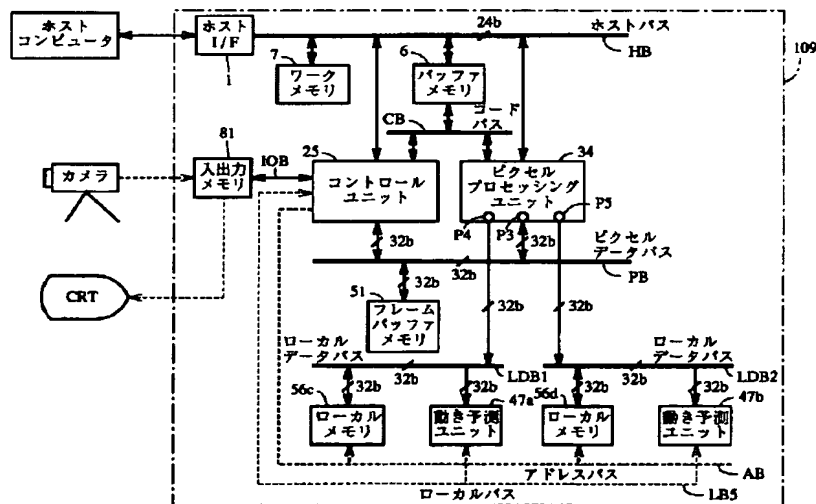 ホスト
コンピュータ
ホスト
I/F
1
24b
ホストバス
HB
109
7
ワーク
メモリ
6
バッファ
メモリ
CB
コード
バス
カメラ
81
入出力
メモリ
IOB
25
コントロール
ユニット
34
ピクセル
プロセッシング
ユニット
P4
P3
P5
32b
32b
ピクセル
データバス
32b
PB
CRT
51
32b
フレーム
バッファ
メモリ
32b
32b
ローカル
データバス
32b
LDB1
ローカル
データバス
32b
LDB2
56c
32b
32b
47a
56d
32b
32b
47b
ローカル
メモリ
動き予測
ユニット
ローカル
メモリ
動き予測
ユニット
アドレスバス
AB
ローカルバス
LB5